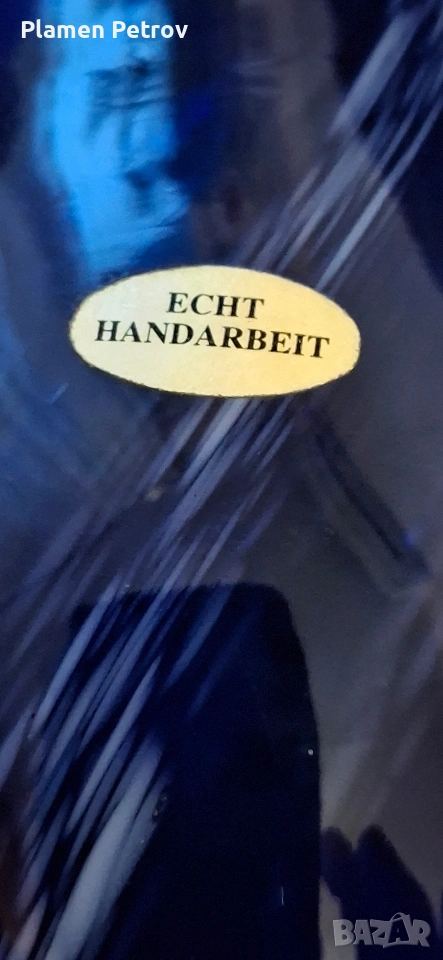 Plamen Petrov
ECHT
HANDARBEIT
BAZAR